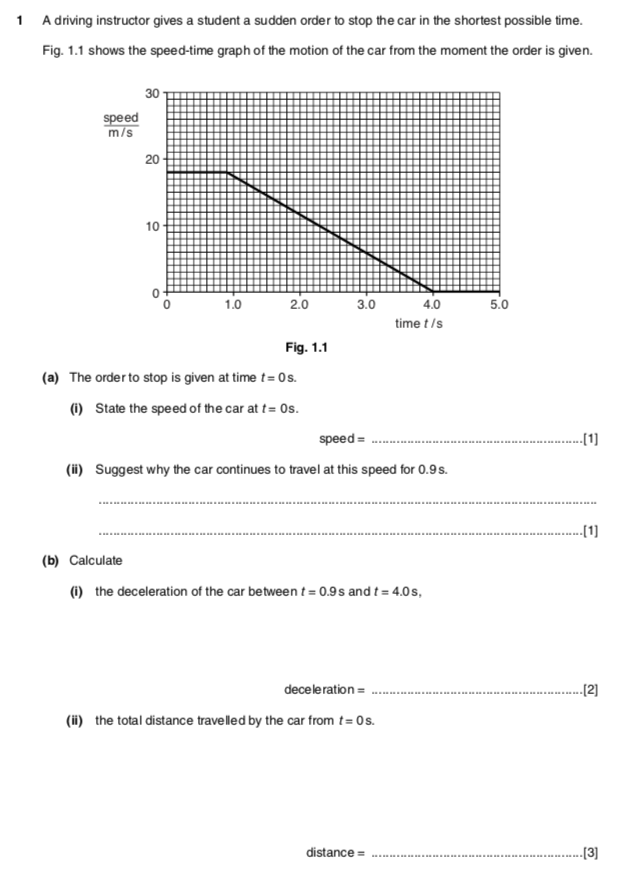 1 A driving instructor gives a student a sudden order to stop the car in the shortest possible time.
Fig. 1.1 shows the speed-time graph of the motion of the car from the moment the order is given.
30
speed
m/s
20
10
0
0 1.0 2.0 3.0 4.0 5.0
time t/s
Fig. 1.1
(a) The order to stop is given at time t = 0 s.
(i) State the speed of the car at t = 0s.
speed = ..........................................................[1]
(ii) Suggest why the car continues to travel at this speed for 0.9 s.
..........................................................................................................................................
......................................................................................................................................[1]
(b) Calculate
(i) the deceleration of the car between t = 0.9 s and t = 4.0 s,
deceleration = ..........................................................[2]
(ii) the total distance travelled by the car from t = 0 s.
distance = ..........................................................[3]